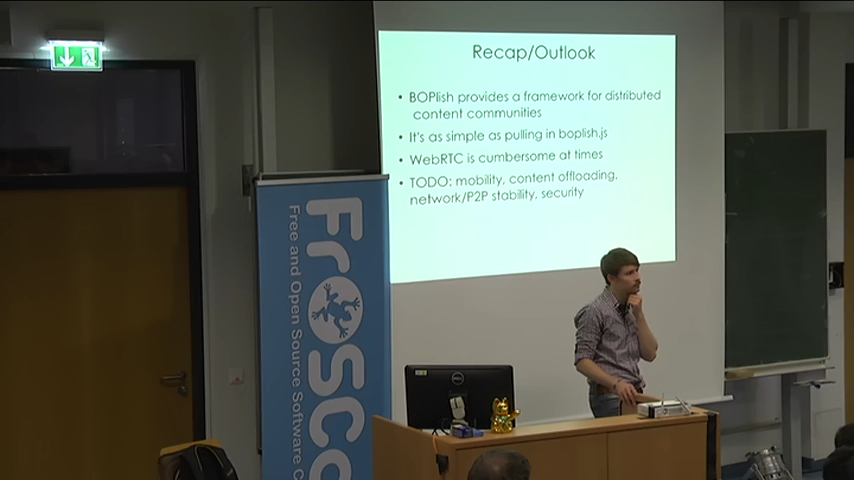 Recap/Outlook
• BOPlish provides a framework for distributed
content communities
• It's as simple as pulling in boplish.js
• WebRTC is cumbersome at times
• TODO: mobility, content offloading,
network/P2P stability, security
FrOSCo
Free and Open Source Software C
DELL